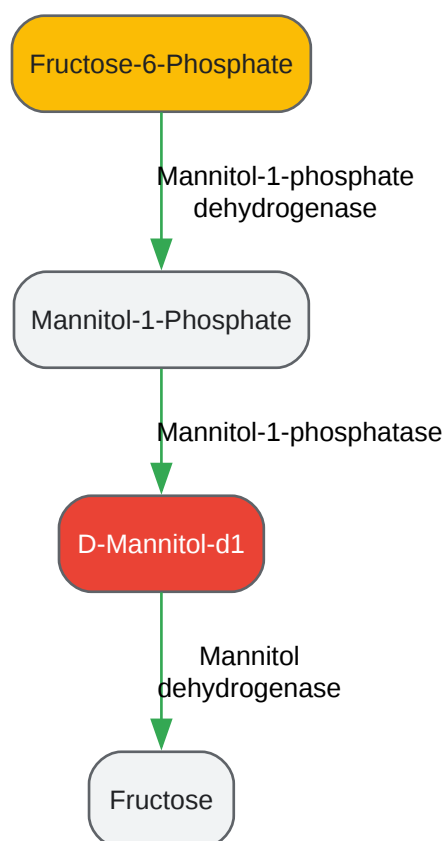 Fructose-6-Phosphate
Mannitol-1-phosphate
dehydrogenase
Mannitol-1-Phosphate
Mannitol-1-phosphatase
D-Mannitol-d1
Mannitol
dehydrogenase
Fructose